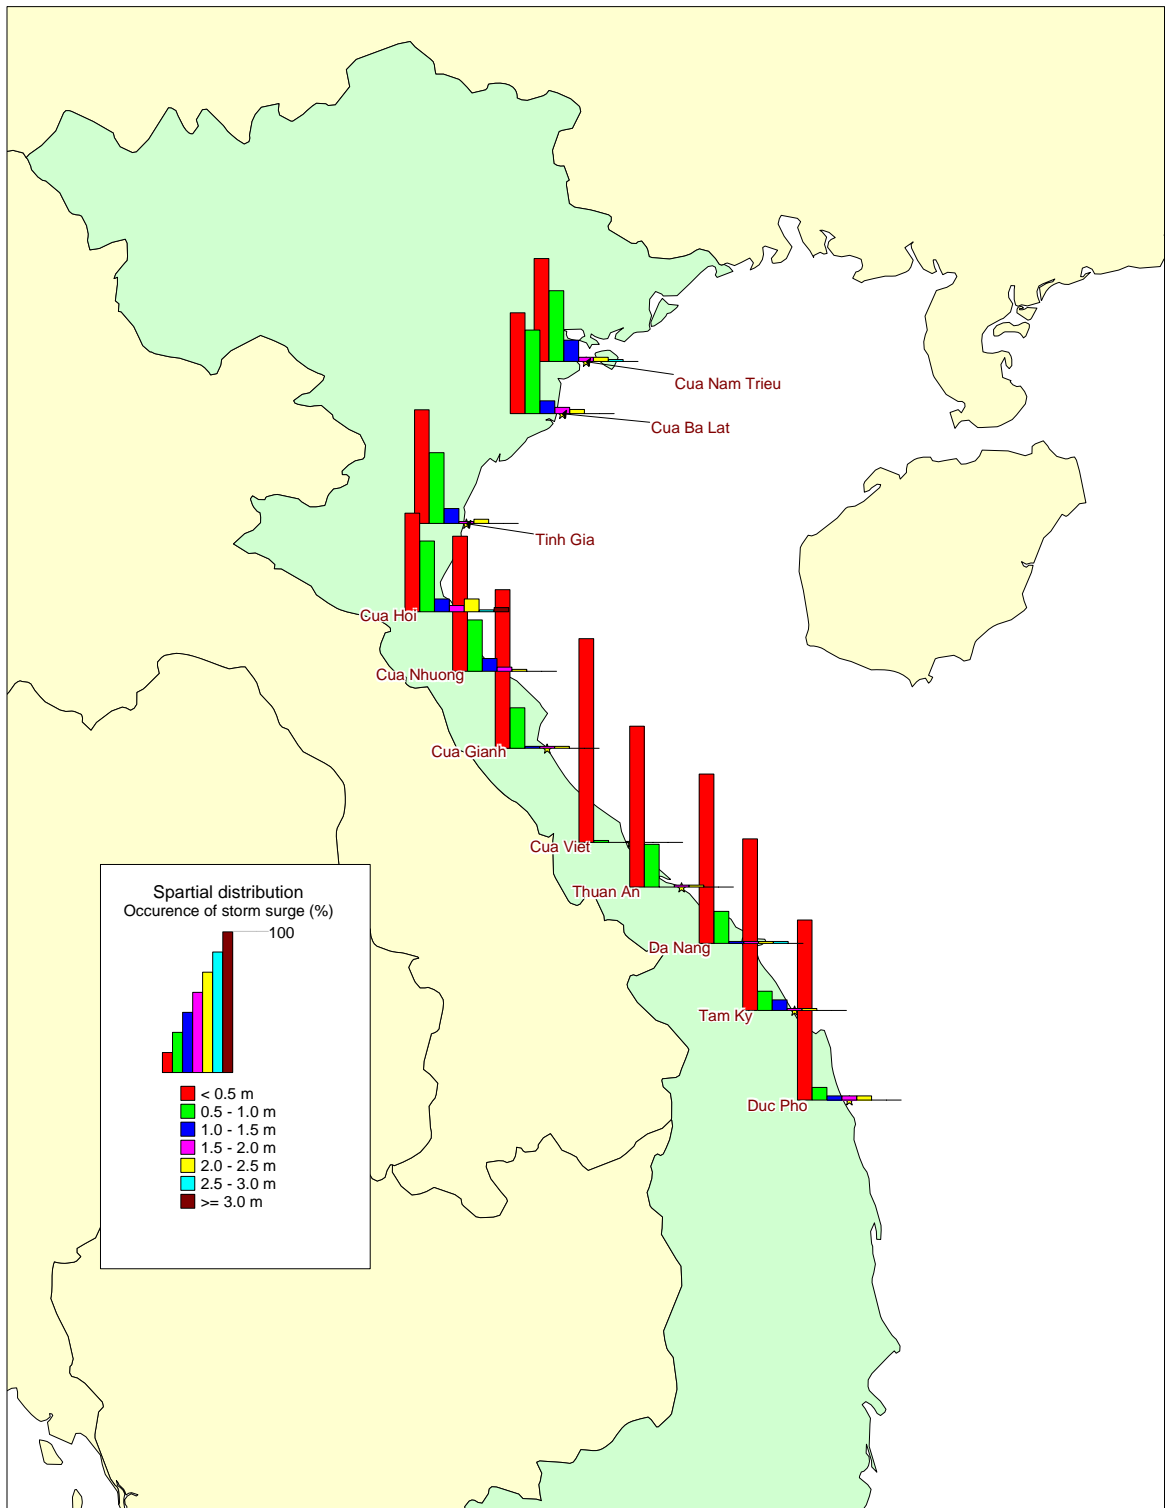 Cua Nam Trieu
Cua Ba Lat
Tinh Gia
Cua Hoi
Cua Nhuong
Cua Gianh
Cua Viet
Thuan An
Da Nang
Tam Ky
Duc Pho
Spartial distribution
Occurence of storm surge (%)
100
< 0.5 m
0.5 - 1.0 m
1.0 - 1.5 m
1.5 - 2.0 m
2.0 - 2.5 m
2.5 - 3.0 m
>= 3.0 m